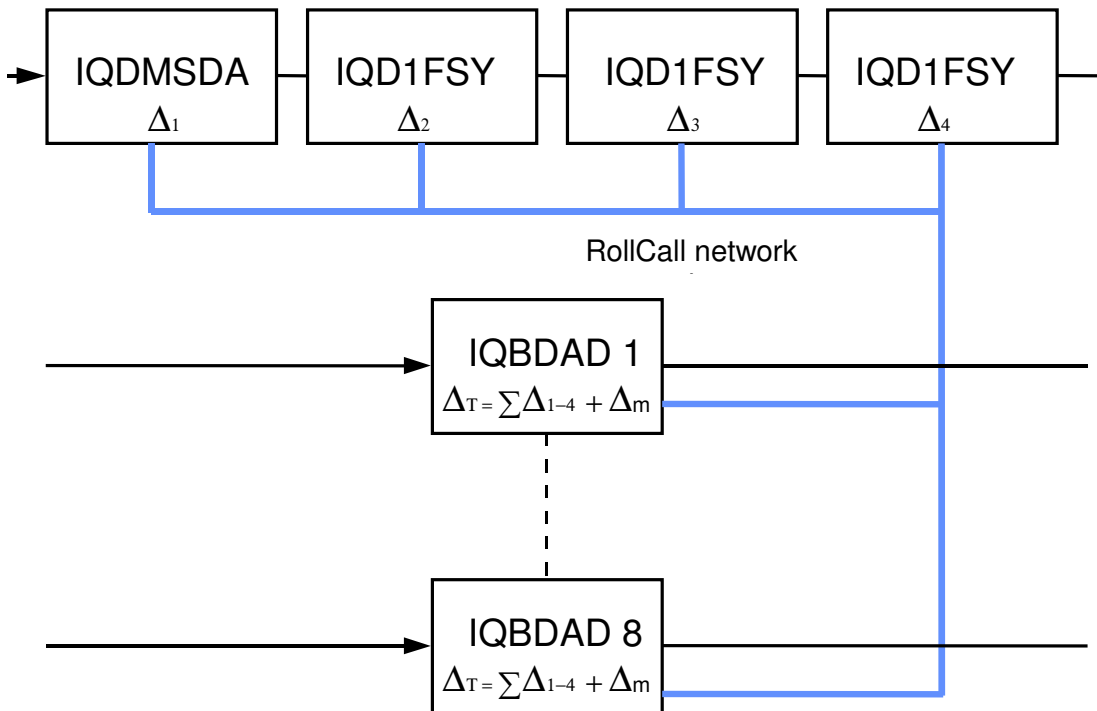 IQDMSDA IQD1FSY IQD1FSY IQD1FSY
Δ1 Δ2 Δ3 Δ4
RollCall network
IQBDAD 1
ΔT = ∑Δ1–4 + Δm
IQBDAD 8
ΔT = ∑Δ1–4 + Δm